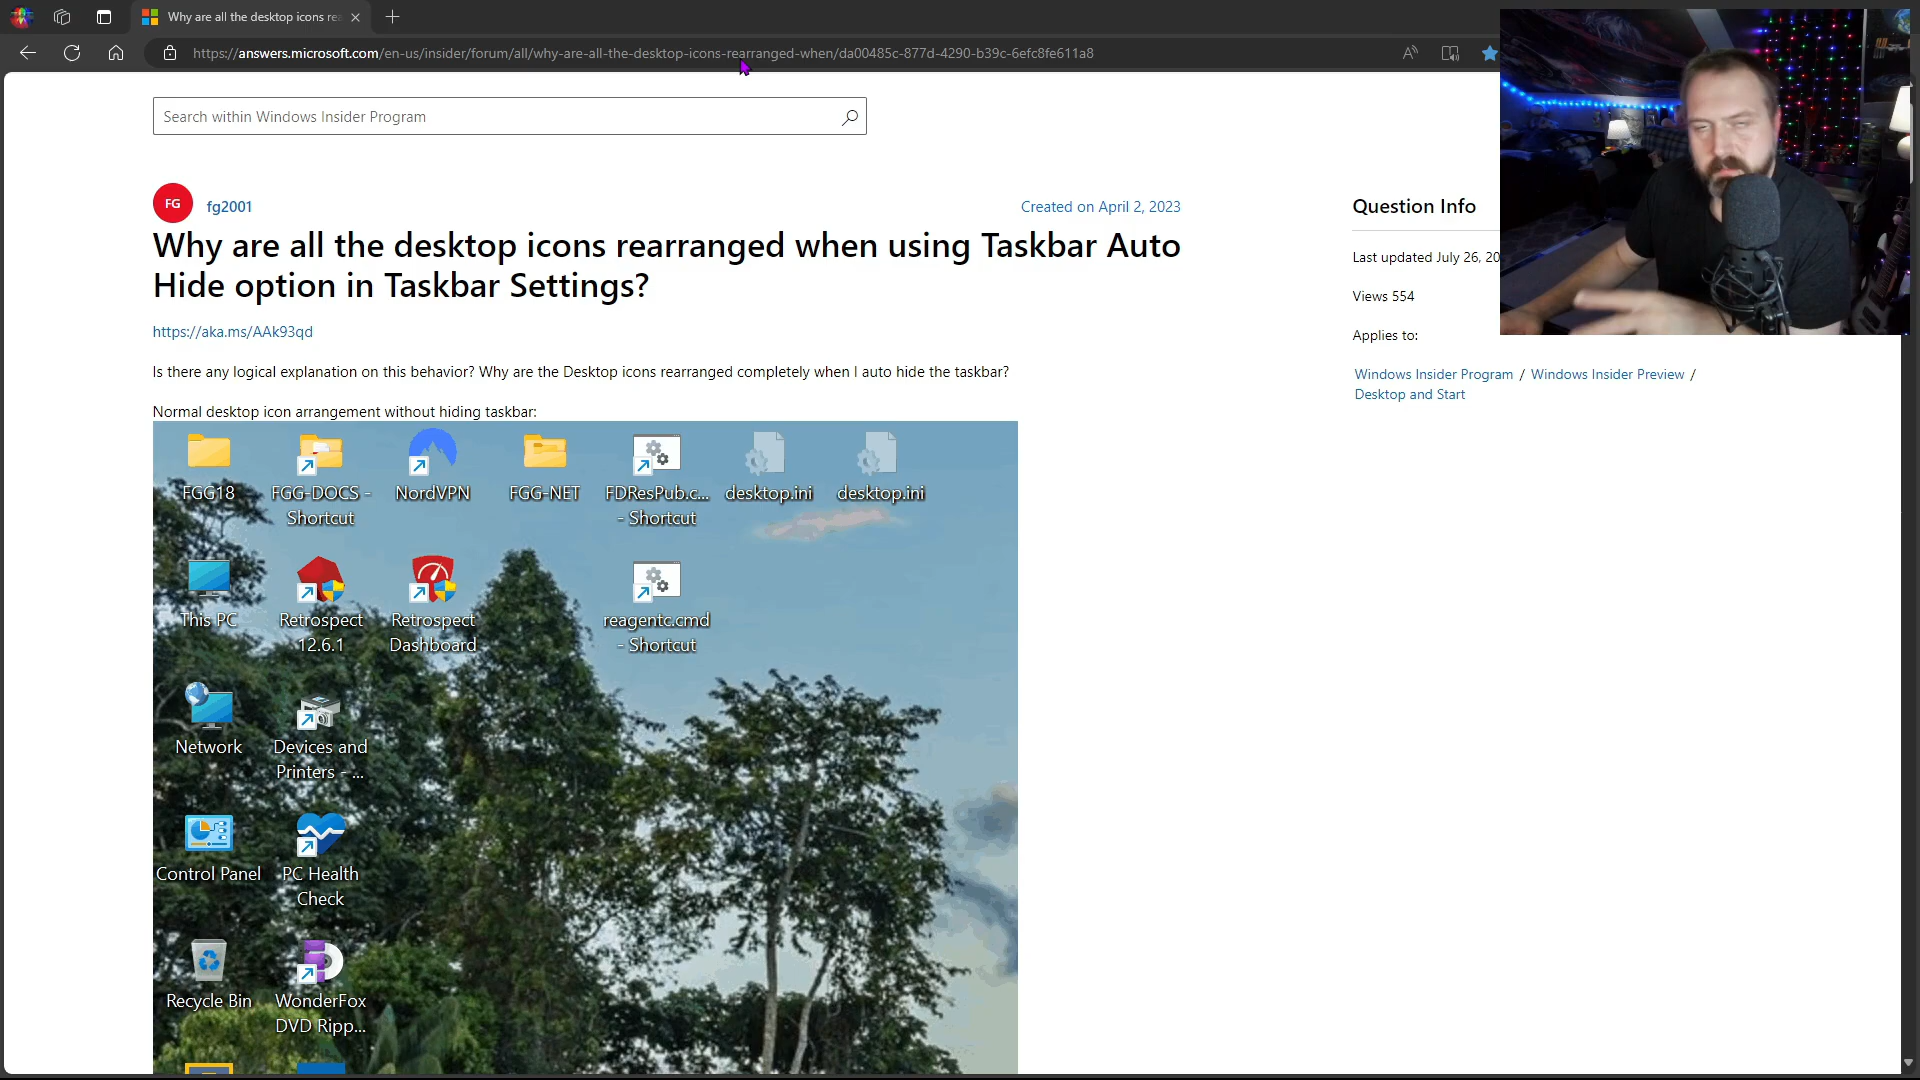 Why are all the desktop icons rea
https://answers.microsoft.com/en-us/insider/forum/all/why-are-all-the-desktop-icons-rearranged-when/da00485c-877d-4290-b39c-6efc8fe611a8
Search within Windows Insider Program
FG
fg2001
Created on April 2, 2023
Why are all the desktop icons rearranged when using Taskbar Auto
Hide option in Taskbar Settings?
https://aka.ms/AAk93qd
Is there any logical explanation on this behavior? Why are the Desktop icons rearranged completely when I auto hide the taskbar?
Normal desktop icon arrangement without hiding taskbar:
FGG18
FGG-DOCS -
Shortcut
NordVPN
FGG-NET
FDResPub.c...
- Shortcut
desktop.ini
desktop.ini
This PC
Retrospect
12.6.1
Retrospect
Dashboard
reagentc.cmd
- Shortcut
Network
Devices and
Printers - ...
Control Panel
PC Health
Check
Recycle Bin
WonderFox
DVD Ripp...
Question Info
Last updated July 26, 20
Views 554
Applies to:
Windows Insider Program / Windows Insider Preview /
Desktop and Start